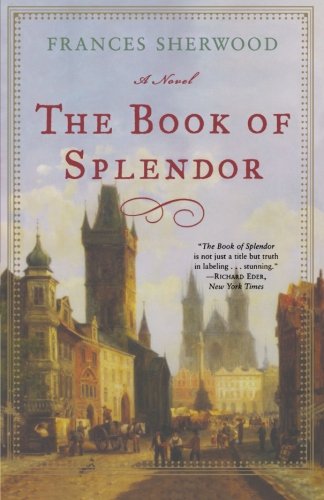 FRANCES SHERWOOD
A Novel
THE BOOK OF
SPLENDOR
"The Book of Splendor
is not just a title but truth
in labeling . . . stunning."
—RICHARD EDER,
New York Times